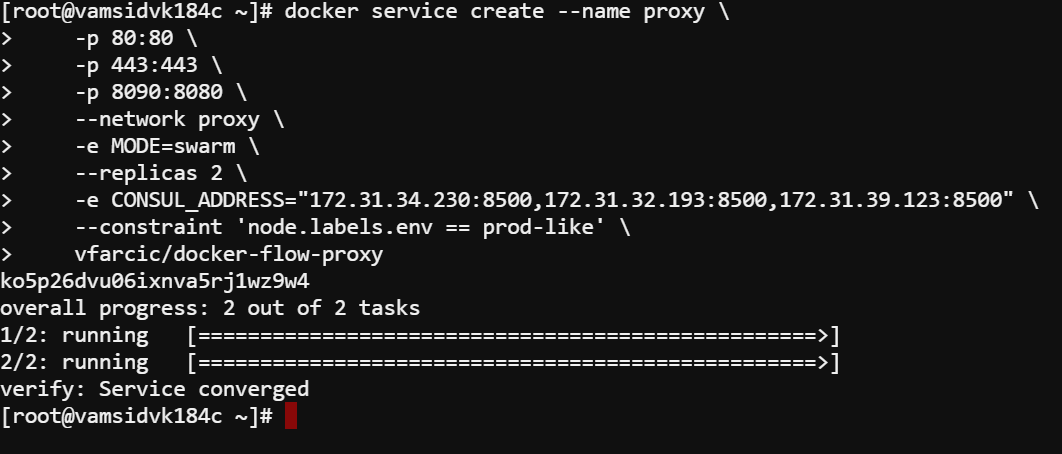 [root@vamsidvk184c ~]# docker service create --name proxy \
>     -p 80:80 \
>     -p 443:443 \
>     -p 8090:8080 \
>     --network proxy \
>     -e MODE=swarm \
>     --replicas 2 \
>     -e CONSUL_ADDRESS="172.31.34.230:8500,172.31.32.193:8500,172.31.39.123:8500" \
>     --constraint 'node.labels.env == prod-like' \
>     vfarcic/docker-flow-proxy
ko5p26dvu06ixnva5rj1wz9w4
overall progress: 2 out of 2 tasks
1/2: running   [==================================================>]
2/2: running   [==================================================>]
verify: Service converged
[root@vamsidvk184c ~]#